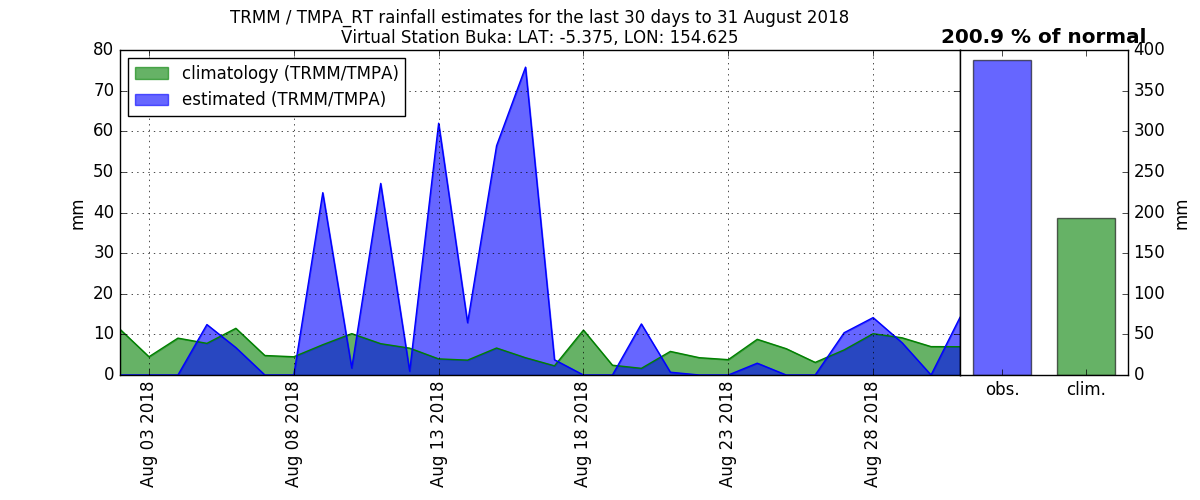 TRMM / TMPA_RT rainfall estimates for the last 30 days to 31 August 2018
Virtual Station Buka: LAT: -5.375, LON: 154.625
200.9 % of normal
climatology (TRMM/TMPA)
estimated (TRMM/TMPA)
80
70
60
50
40
30
20
10
0
mm
400
350
300
250
200
150
100
50
0
mm
Aug 03 2018
Aug 08 2018
Aug 13 2018
Aug 18 2018
Aug 23 2018
Aug 28 2018
obs.
clim.